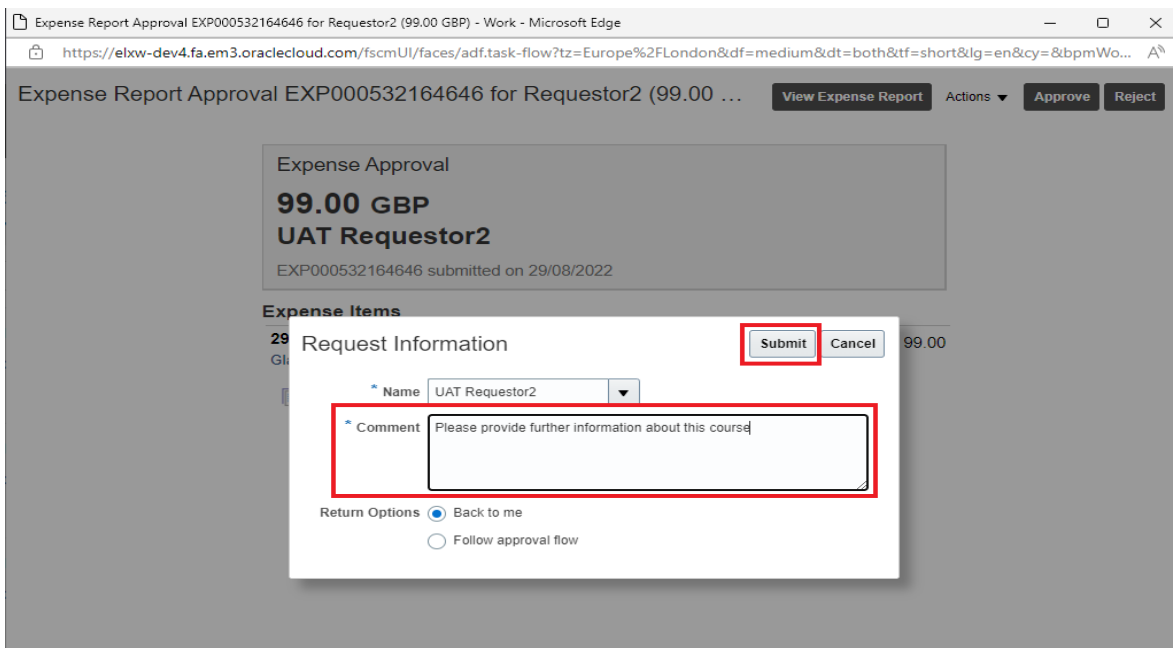 Expense Report Approval EXP000532164646 for Requestor2 (99.00 GBP) - Work - Microsoft Edge
https://elxw-dev4.fa.em3.oraclecloud.com/fscmUI/faces/adf.task-flow?tz=Europe%2FLondon&df=medium&dt=both&tf=short&lg=en&cy=&bpmWo... A
Expense Report Approval EXP000532164646 for Requestor2 (99.00 ... View Expense Report Actions Approve Reject
Expense Approval
99.00 GBP
UAT Requestor2
EXP000532164646 submitted on 29/08/2022
Expense Items
29 99.00
Request Information Submit Cancel
* Name UAT Requestor2
* Comment Please provide further information about this course
Return Options Back to me
Follow approval flow